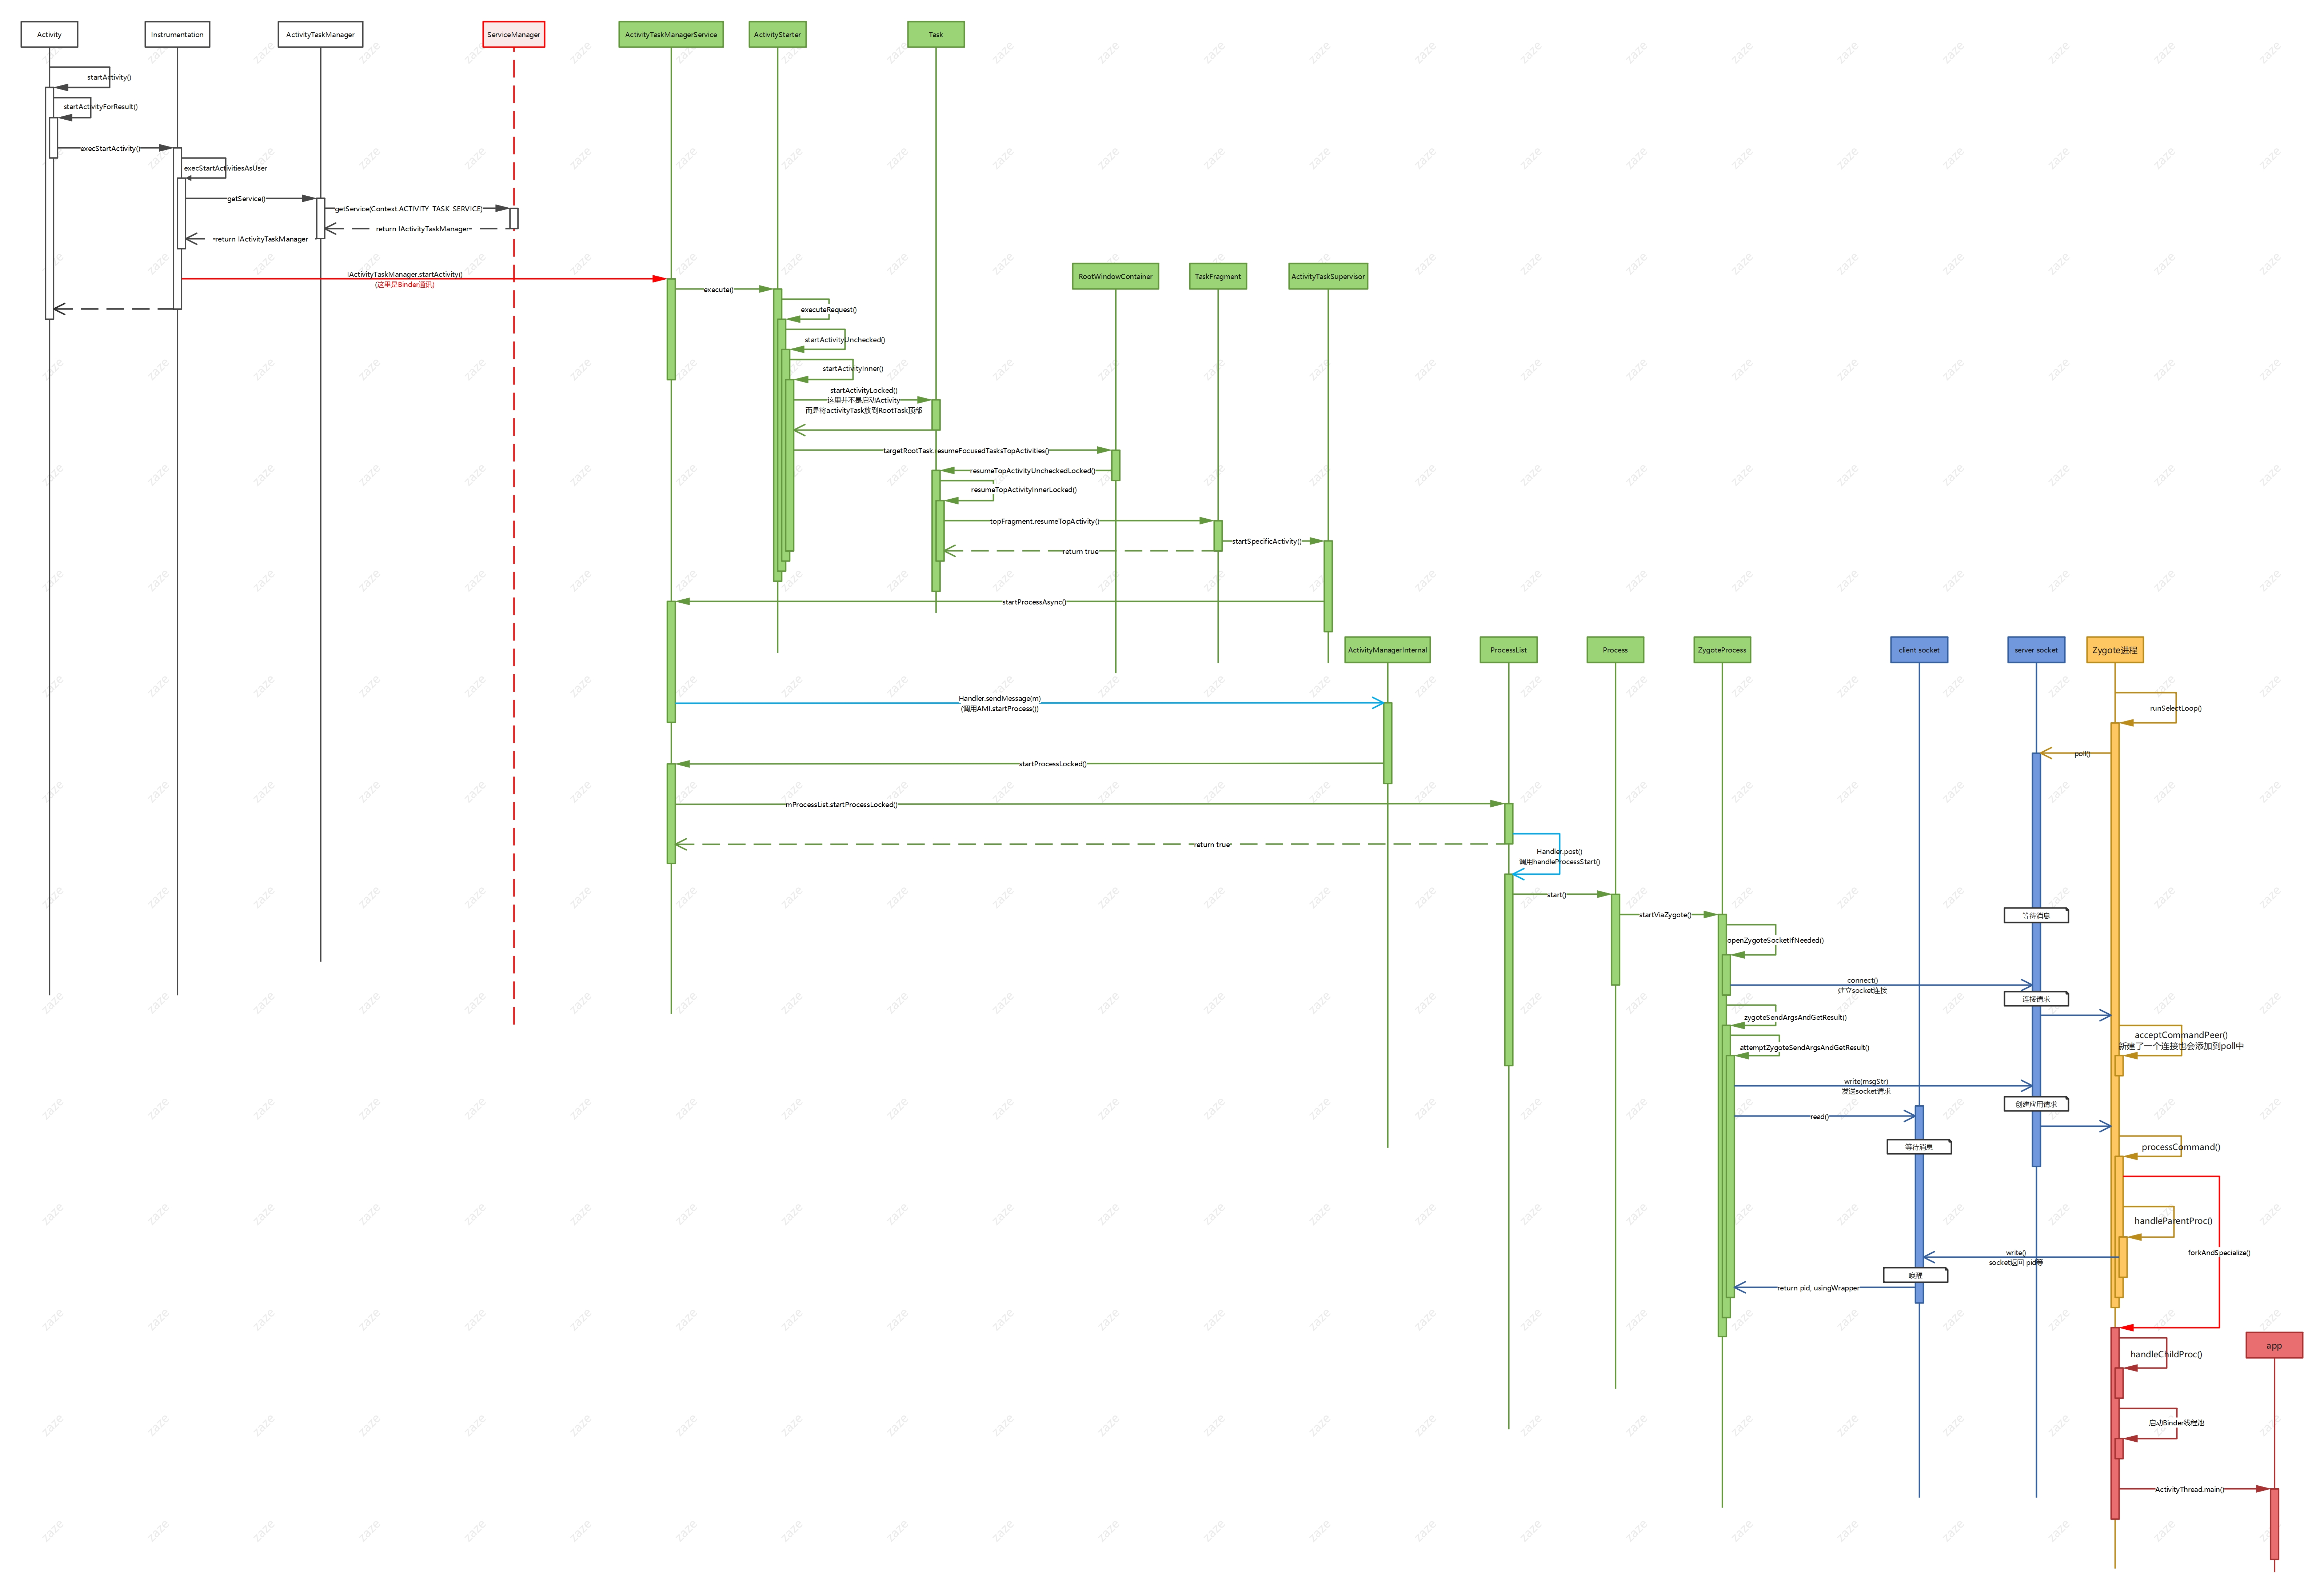 Activity
Instrumentation
ActivityTaskManager
ServiceManager
ActivityTaskManagerService
ActivityStarter
Task
startActivity()
startActivityForResult()
execStartActivity()
execStartActivitiesAsUser
getService()
getService(Context.ACTIVITY_TASK_SERVICE)
return IActivityTaskManager
return IActivityTaskManager
IActivityTaskManager.startActivity()
(这里是Binder通讯)
RootWindowContainer
TaskFragment
ActivityTaskSupervisor
execute()
executeRequest()
startActivityUnchecked()
startActivityInner()
startActivityLocked()
这里并不是启动Activity
而是将activityTask放到RootTask顶部
targetRootTask.resumeFocusedTasksTopActivities()
resumeTopActivityUncheckedLocked()
resumeTopActivityInnerLocked()
topFragment.resumeTopActivity()
startSpecificActivity()
return true
startProcessAsync()
ActivityManagerInternal
ProcessList
Process
ZygoteProcess
client socket
server socket
Zygote进程
Handler.sendMessage(m)
(调用AMI.startProcess())
runSelectLoop()
poll()
startProcessLocked()
mProcessList.startProcessLocked()
return true
Handler.post()
调用handleProcessStart()
start()
startViaZygote()
等待消息
openZygoteSocketIfNeeded()
connect()
建立socket连接
连接请求
zygoteSendArgsAndGetResult()
acceptCommandPeer()
新建了一个连接也会添加到poll中
attemptZygoteSendArgsAndGetResult()
write(msgStr)
发送socket请求
创建应用请求
read()
等待消息
processCommand()
handleParentProc()
forkAndSpecialize()
write()
socket返回 pid等
唤醒
return pid, usingWrapper
app
handleChildProc()
启动Binder线程池
ActivityThread.main()
zaze